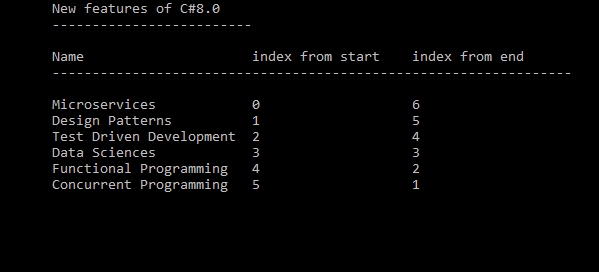 New features of C#8.0
-------------------------
Name index from start index from end
-----------------------------------------------------------------
Microservices 0 6
Design Patterns 1 5
Test Driven Development 2 4
Data Sciences 3 3
Functional Programming 4 2
Concurrent Programming 5 1